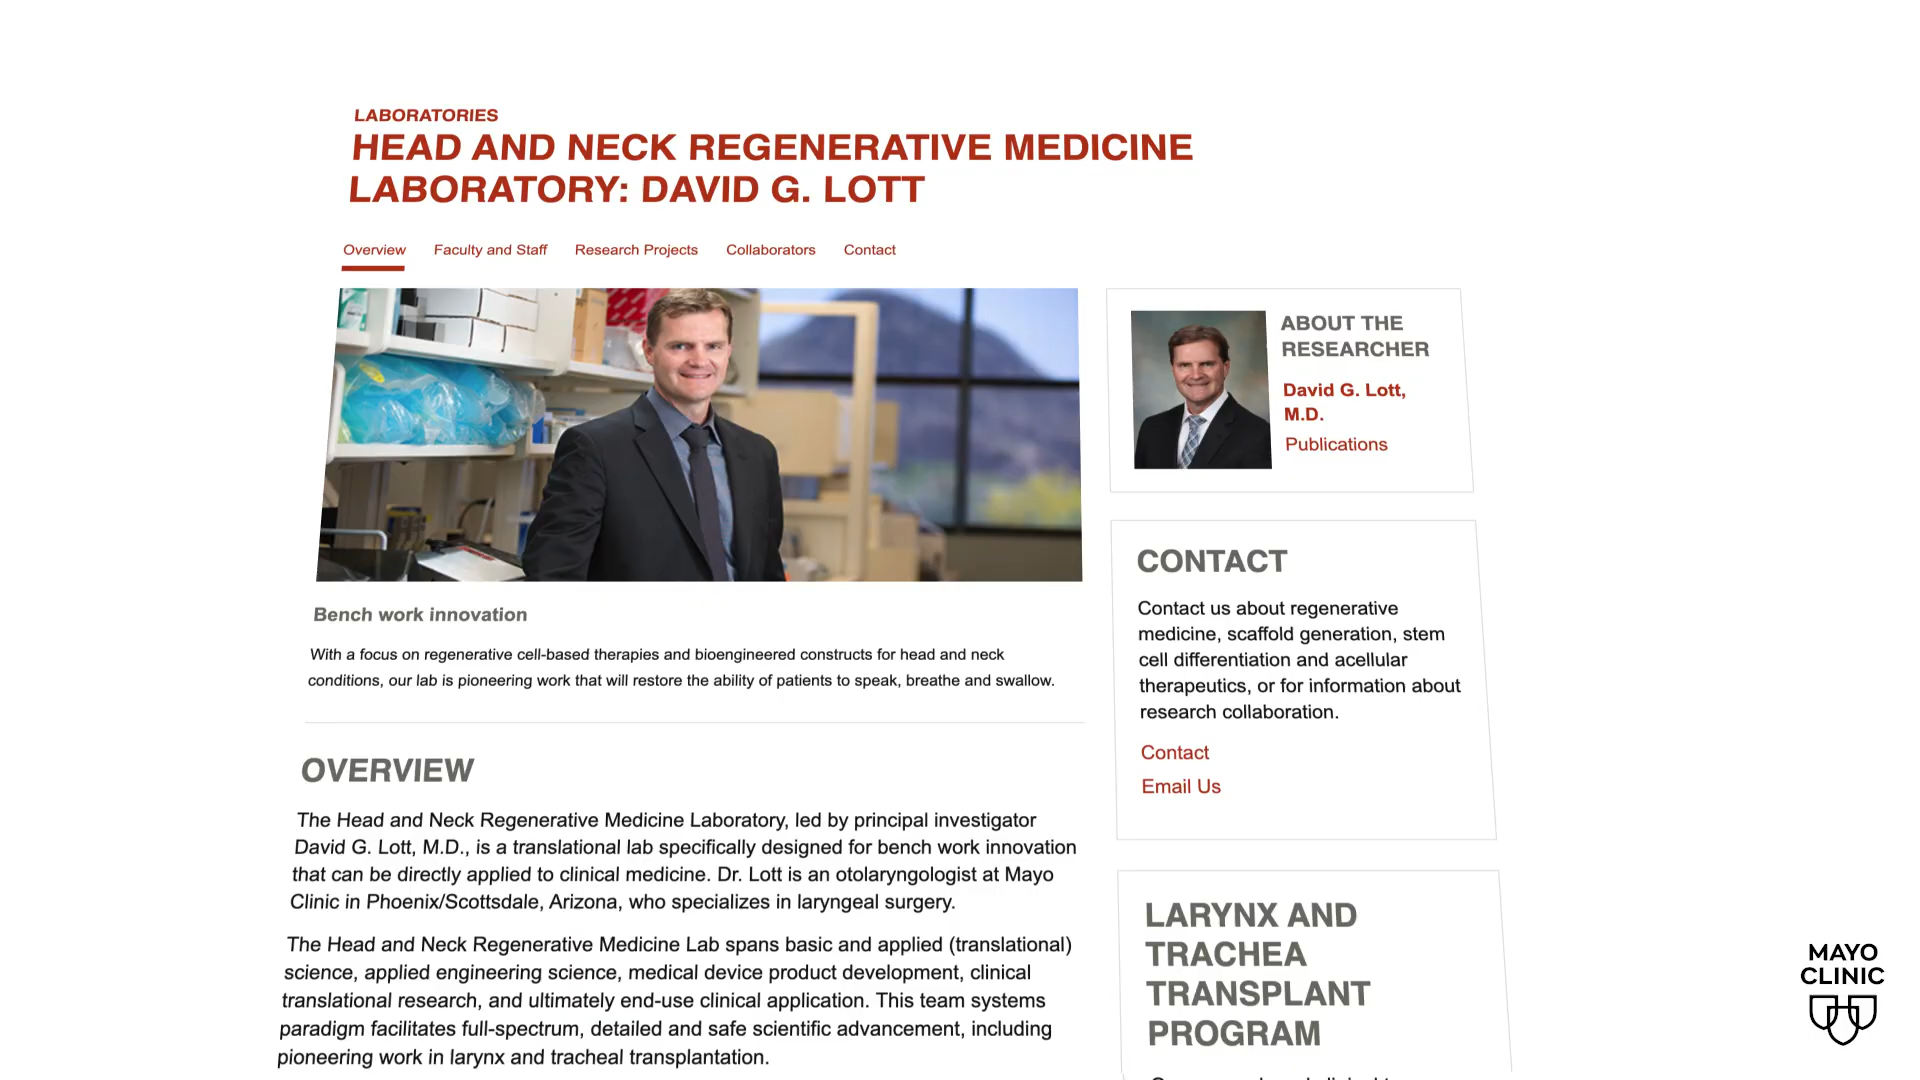 LABORATORIES
HEAD AND NECK REGENERATIVE MEDICINE
LABORATORY: DAVID G. LOTT
Overview Faculty and Staff Research Projects Collaborators Contact
Bench work innovation
With a focus on regenerative cell-based therapies and bioengineered constructs for head and neck
conditions, our lab is pioneering work that will restore the ability of patients to speak, breathe and swallow.
OVERVIEW
The Head and Neck Regenerative Medicine Laboratory, led by principal investigator
David G. Lott, M.D., is a translational lab specifically designed for bench work innovation
that can be directly applied to clinical medicine. Dr. Lott is an otolaryngologist at Mayo
Clinic in Phoenix/Scottsdale, Arizona, who specializes in laryngeal surgery.
The Head and Neck Regenerative Medicine Lab spans basic and applied (translational)
science, applied engineering science, medical device product development, clinical
translational research, and ultimately end-use clinical application. This team systems
paradigm facilitates full-spectrum, detailed and safe scientific advancement, including
pioneering work in larynx and tracheal transplantation.
ABOUT THE
RESEARCHER
David G. Lott,
M.D.
Publications
CONTACT
Contact us about regenerative
medicine, scaffold generation, stem
cell differentiation and acellular
therapeutics, or for information about
research collaboration.
Contact
Email Us
LARYNX AND
TRACHEA
TRANSPLANT
PROGRAM
MAYO
CLINIC